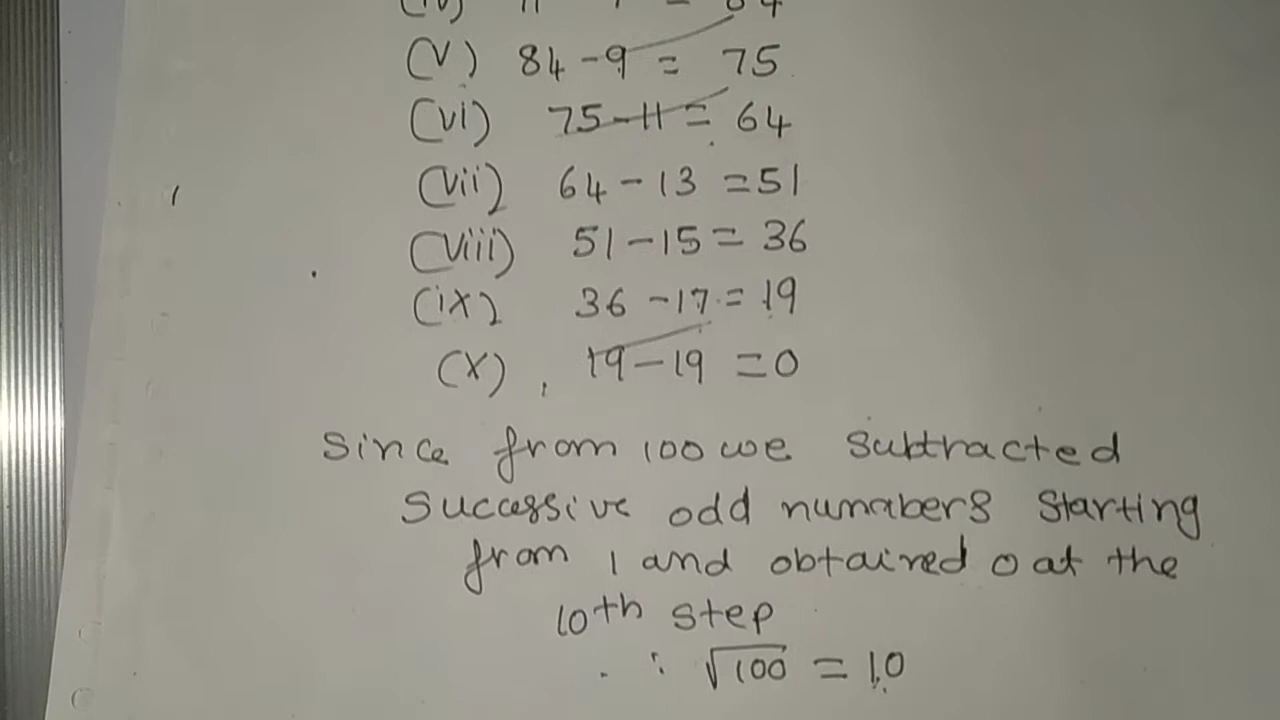 (V) 84 - 9 = 75
(vi) 75 - 11 = 64
(vii) 64 - 13 = 51
(viii) 51 - 15 = 36
(ix) 36 - 17 = 19
(X) 19 - 19 = 0
Since from 100 we subtracted
successive odd numbers starting
from 1 and obtained 0 at the
10th step
∴ √100 = 10